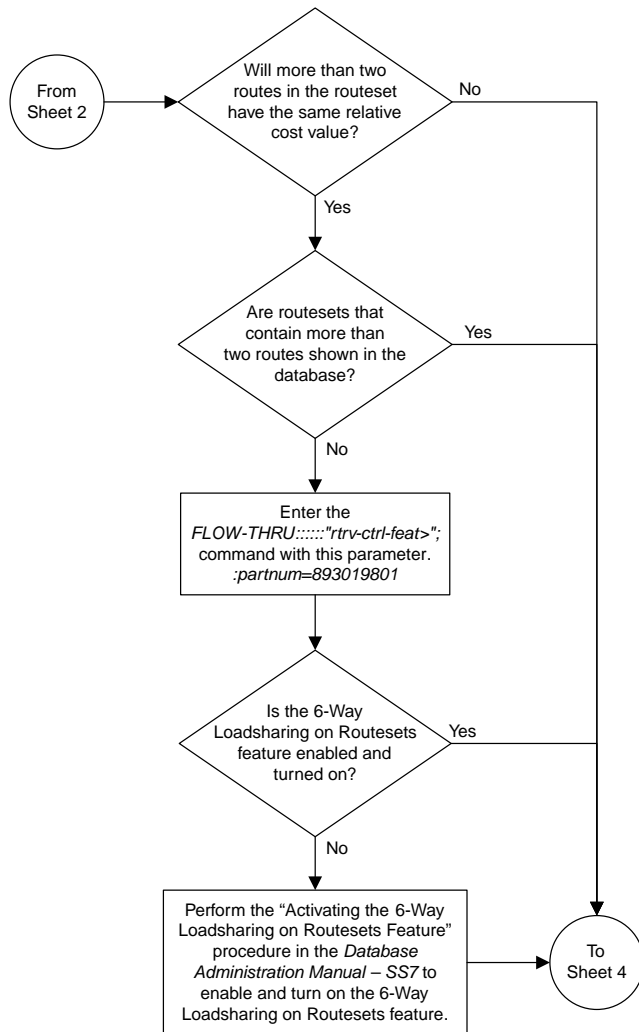 From
Sheet 2
Will more than two
routes in the routeset
have the same relative
cost value?
No
Yes
Are routesets that
contain more than
two routes shown in the
database?
Yes
No
Enter the
FLOW-THRU::::::"rtrv-ctrl-feat>";
command with this parameter.
:partnum=893019801
Is the 6-Way
Loadsharing on Routesets
feature enabled and
turned on?
Yes
No
Perform the “Activating the 6-Way
Loadsharing on Routesets Feature”
procedure in the Database
Administration Manual – SS7 to
enable and turn on the 6-Way
Loadsharing on Routesets feature.
To
Sheet 4